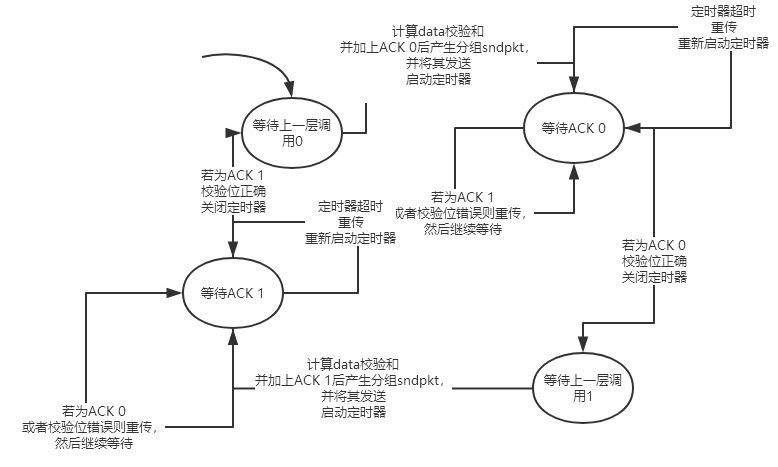 计算data校验和
并加上ACK 0后产生分组sndpkt，
并将其发送
启动定时器
定时器超时
重传
重新启动定时器
等待上一层调
用0
等待ACK 0
若为ACK 1
校验位正确
关闭定时器
定时器超时
重传
重新启动定时器
若为ACK 1
或者校验位错误则重传，
然后继续等待
若为ACK 0
校验位正确
关闭定时器
等待ACK 1
计算data校验和
并加上ACK 1后产生分组sndpkt，
并将其发送
启动定时器
等待上一层调
用1
若为ACK 0
或者校验位错误则重传，
然后继续等待